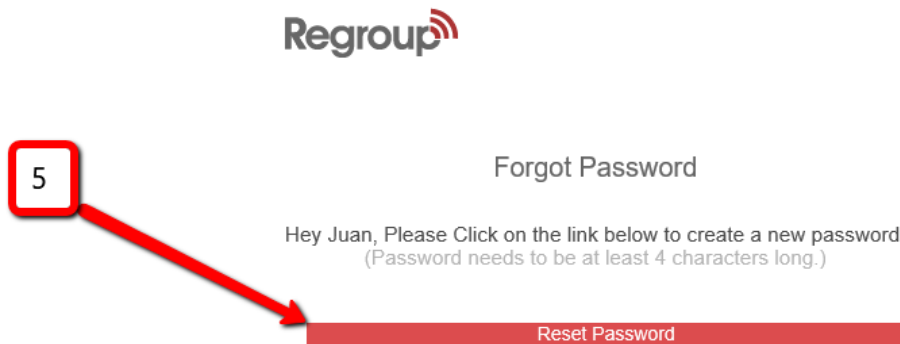 Regroup
Forgot Password
5
Hey Juan, Please Click on the link below to create a new password
(Password needs to be at least 4 characters long.)
Reset Password